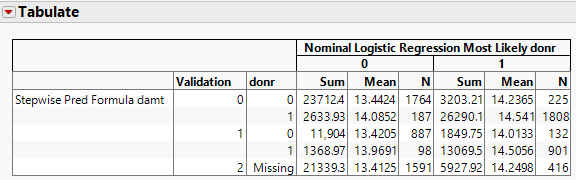 Tabulate
Nominal Logistic Regression Most Likely donr
0 1
Validation donr Sum Mean N Sum Mean N
Stepwise Pred Formula damt 0 0 23712.4 13.4424 1764 3203.21 14.2365 225
1 2633.93 14.0852 187 26290.1 14.541 1808
1 0 11,904 13.4205 887 1849.75 14.0133 132
1 1368.97 13.9691 98 13069.5 14.5056 901
2 Missing 21339.3 13.4125 1591 5927.92 14.2498 416